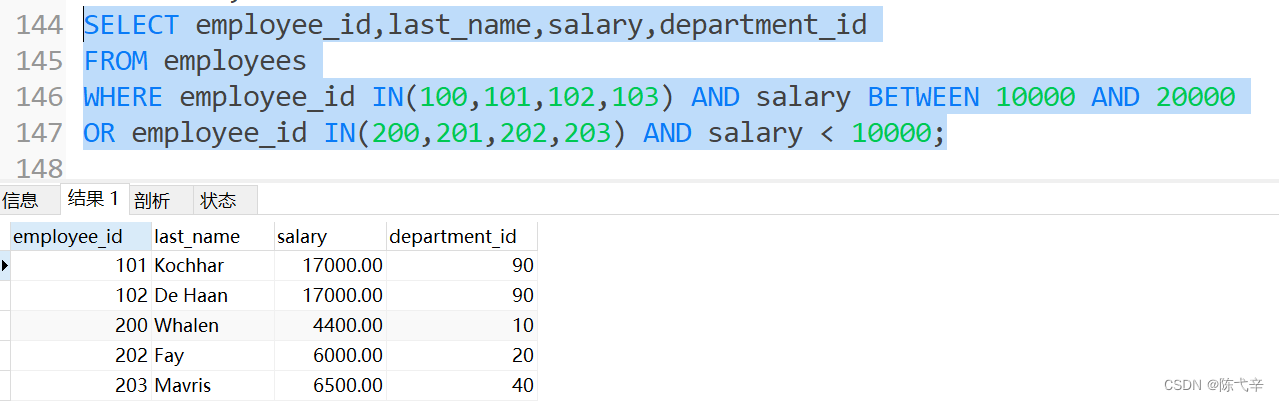 144 SELECT employee_id,last_name,salary,department_id
145 FROM employees
146 WHERE employee_id IN(100,101,102,103) AND salary BETWEEN 10000 AND 20000
147 OR employee_id IN(200,201,202,203) AND salary < 10000;
148
信息 结果 1 剖析 状态
employee_id last_name salary department_id
101 Kochhar 17000.00 90
102 De Haan 17000.00 90
200 Whalen 4400.00 10
202 Fay 6000.00 20
203 Mavris 6500.00 40
CSDN @陈弋辛